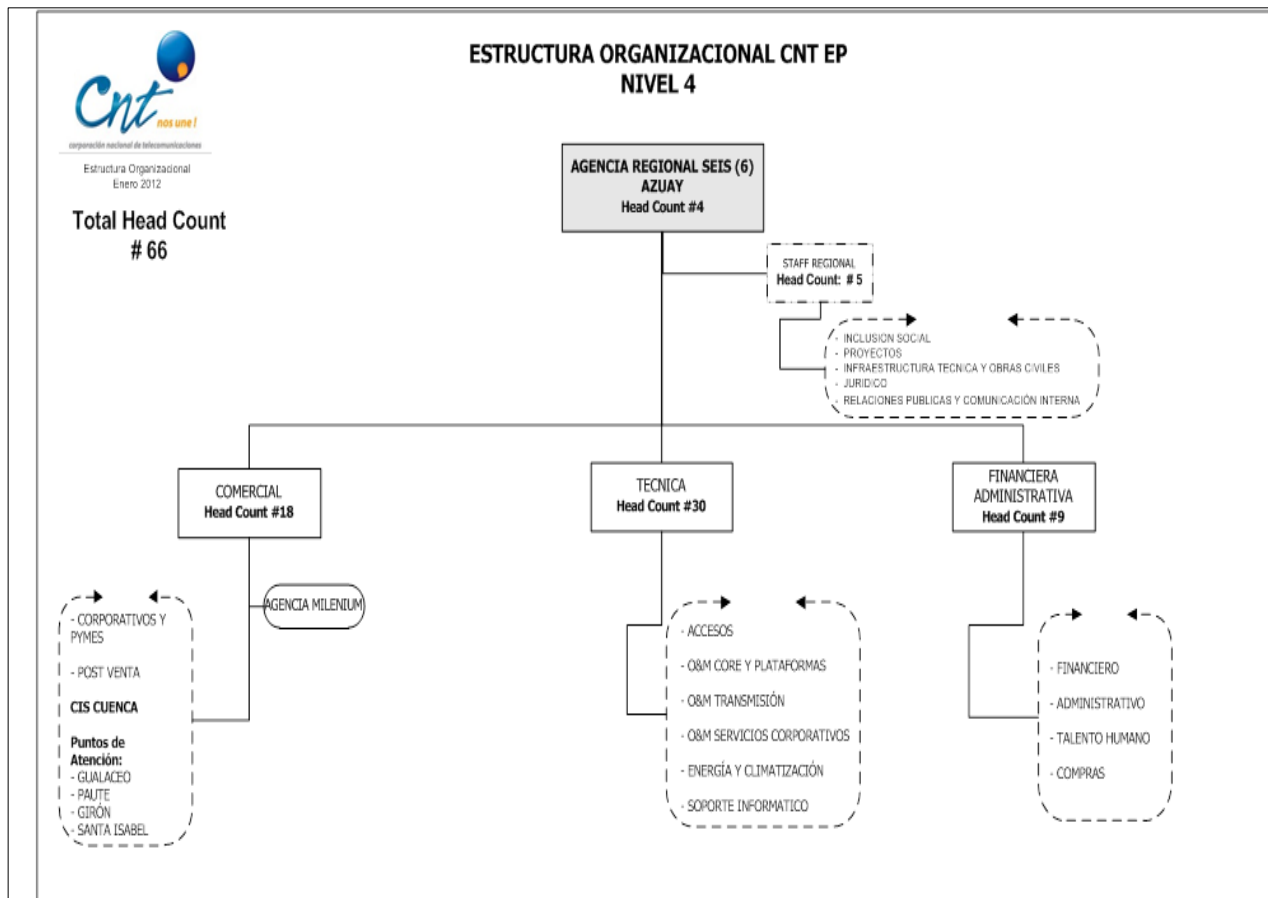 ESTRUCTURA ORGANIZACIONAL CNT EP
NIVEL 4
Cnt
nos une!
corporación nacional de telecomunicaciones
Estructura Organizacional
Enero 2012
Total Head Count
# 66
AGENCIA REGIONAL SEIS (6)
AZUAY
Head Count #4
STAFF REGIONAL
Head Count: # 5
- INCLUSION SOCIAL
- PROYECTOS
- INFRAESTRUCTURA TECNICA Y OBRAS CIVILES
- JURIDICO
- RELACIONES PUBLICAS Y COMUNICACIÓN INTERNA
COMERCIAL
Head Count #18
AGENCIA MILENIUM
- CORPORATIVOS Y
PYMES
- POST VENTA
CIS CUENCA
Puntos de
Atención:
- GUALACEO
- PAUTE
- GIRÓN
- SANTA ISABEL
TECNICA
Head Count #30
- ACCESOS
- O&M CORE Y PLATAFORMAS
- O&M TRANSMISIÓN
- O&M SERVICIOS CORPORATIVOS
- ENERGÍA Y CLIMATIZACIÓN
- SOPORTE INFORMATICO
FINANCIERA
ADMINISTRATIVA
Head Count #9
- FINANCIERO
- ADMINISTRATIVO
- TALENTO HUMANO
- COMPRAS